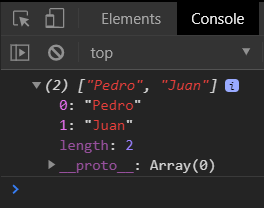 Elements Console
top
(2) ["Pedro", "Juan"] i
0: "Pedro"
1: "Juan"
length: 2
__proto__: Array(0)